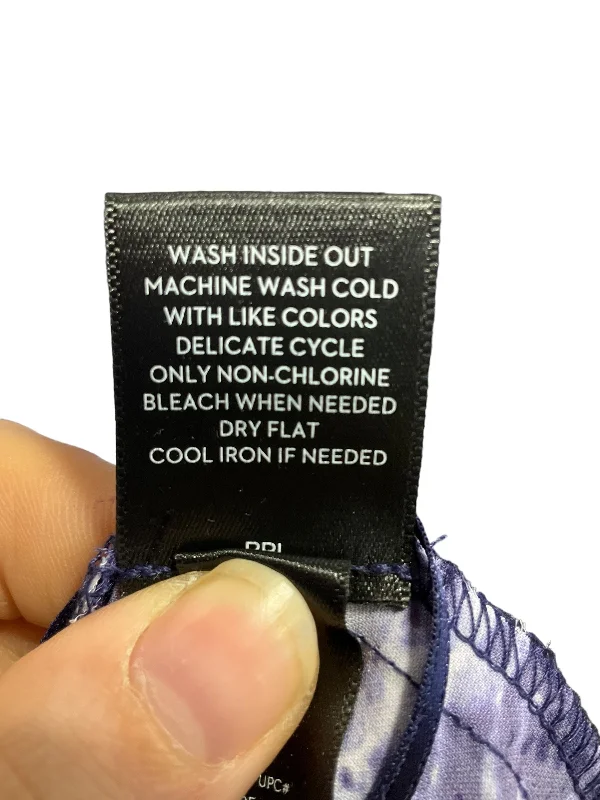 WASH INSIDE OUT
MACHINE WASH COLD
WITH LIKE COLORS
DELICATE CYCLE
ONLY NON-CHLORINE
BLEACH WHEN NEEDED
DRY FLAT
COOL IRON IF NEEDED
UPC#